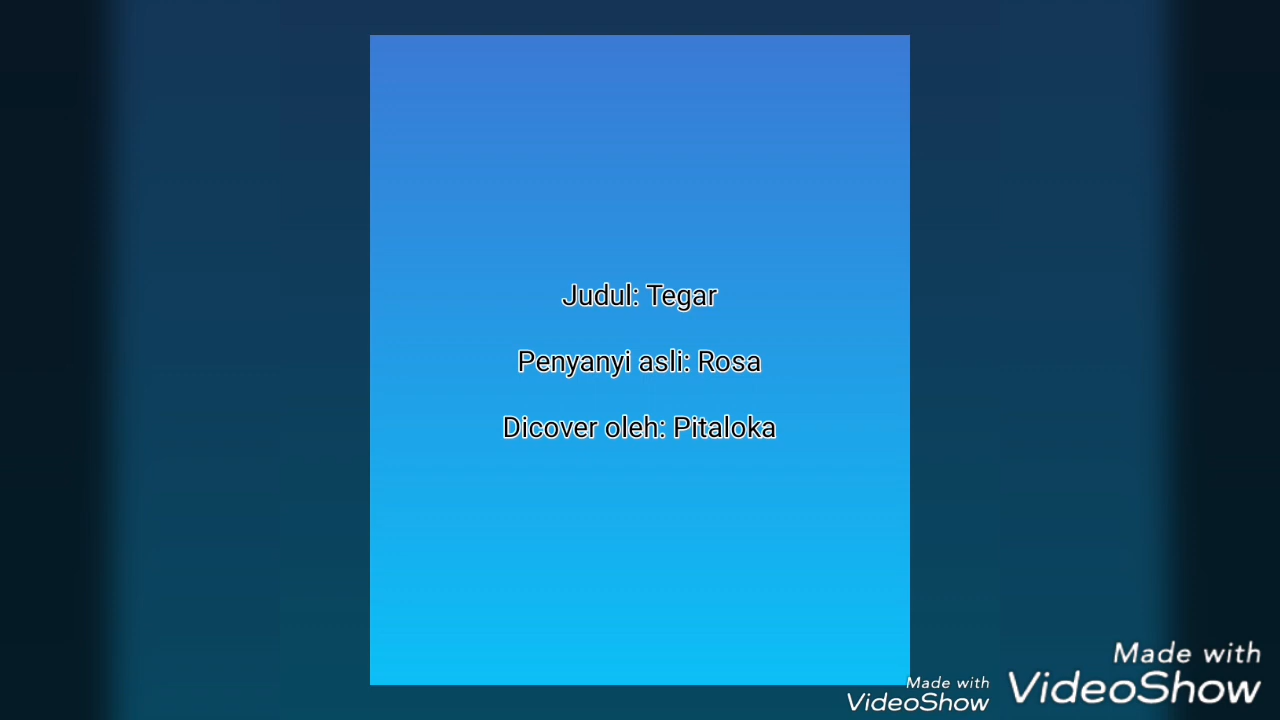 Judul: Tegar
Penyanyi asli: Rosa
Dicover oleh: Pitaloka
Made with
VideoShow
Made with
VideoShow